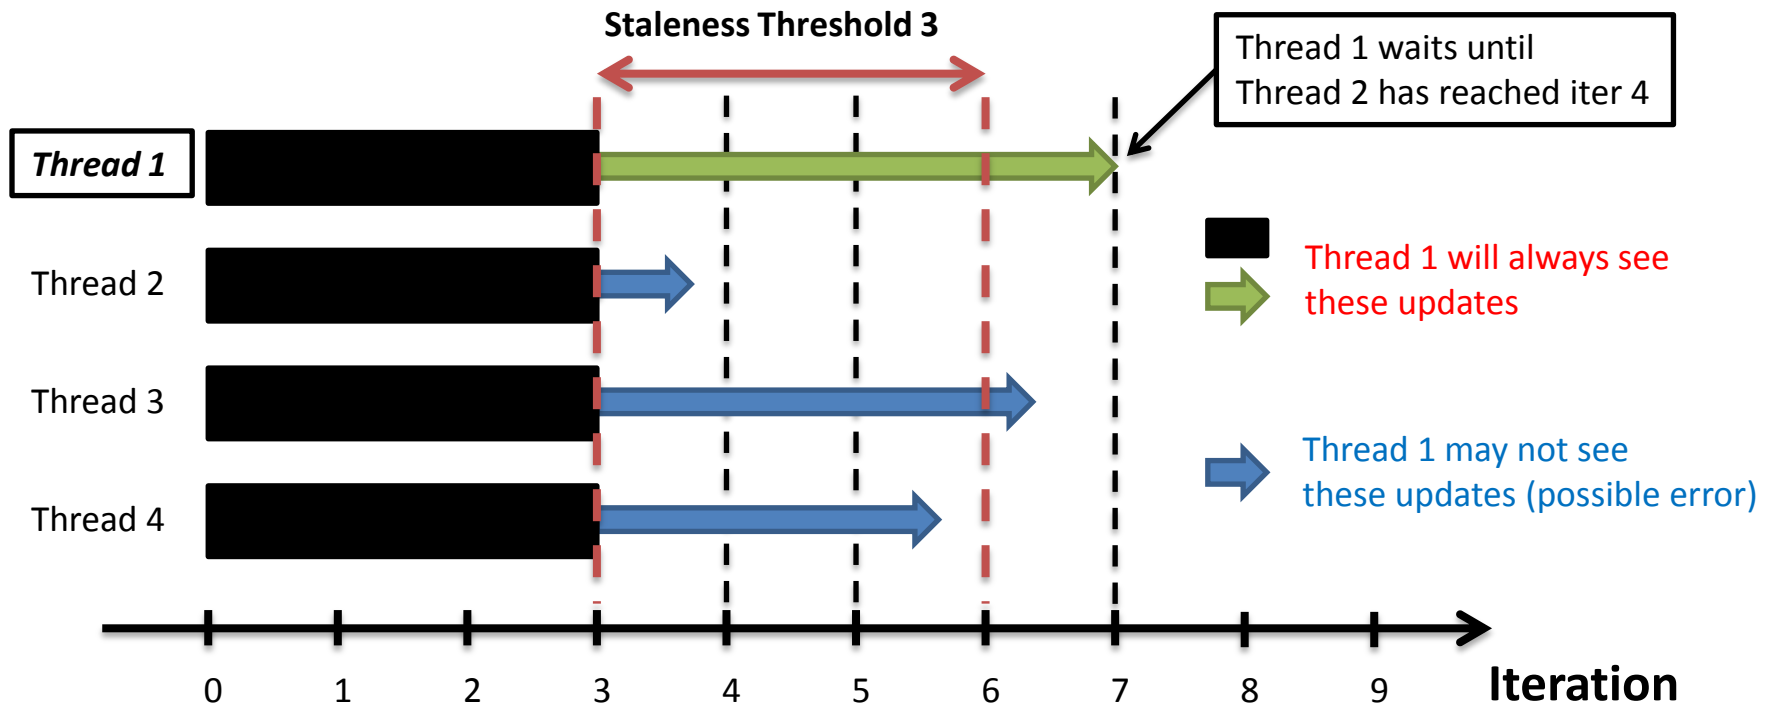 Staleness Threshold 3
Thread 1 waits until
Thread 2 has reached iter 4
Thread 1
Thread 2
Thread 3
Thread 4
Thread 1 will always see
these updates
Thread 1 may not see
these updates (possible error)
0 1 2 3 4 5 6 7 8 9 Iteration